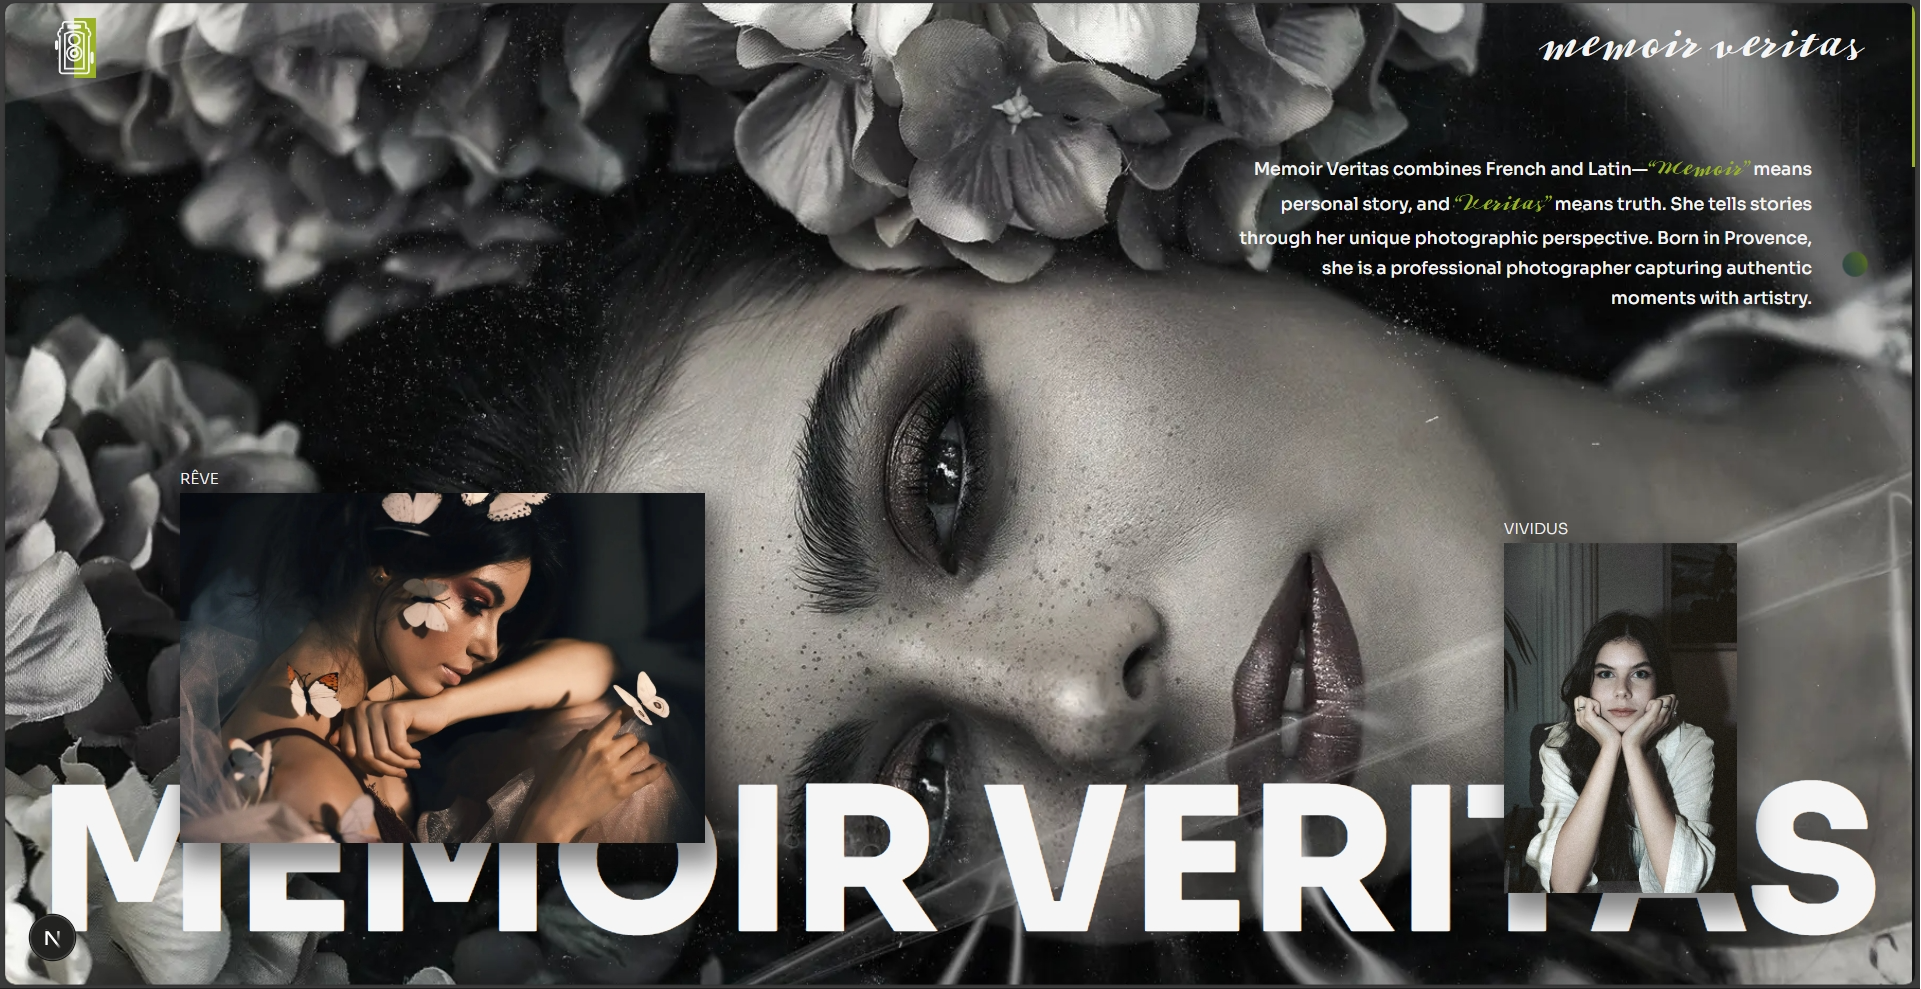 memoir veritas
Memoir Veritas combines French and Latin—“Memoir” means
personal story, and “Veritas” means truth. She tells stories
through her unique photographic perspective. Born in Provence,
she is a professional photographer capturing authentic
moments with artistry.
RÊVE
VIVIDUS
MEMOIR VERITAS
N